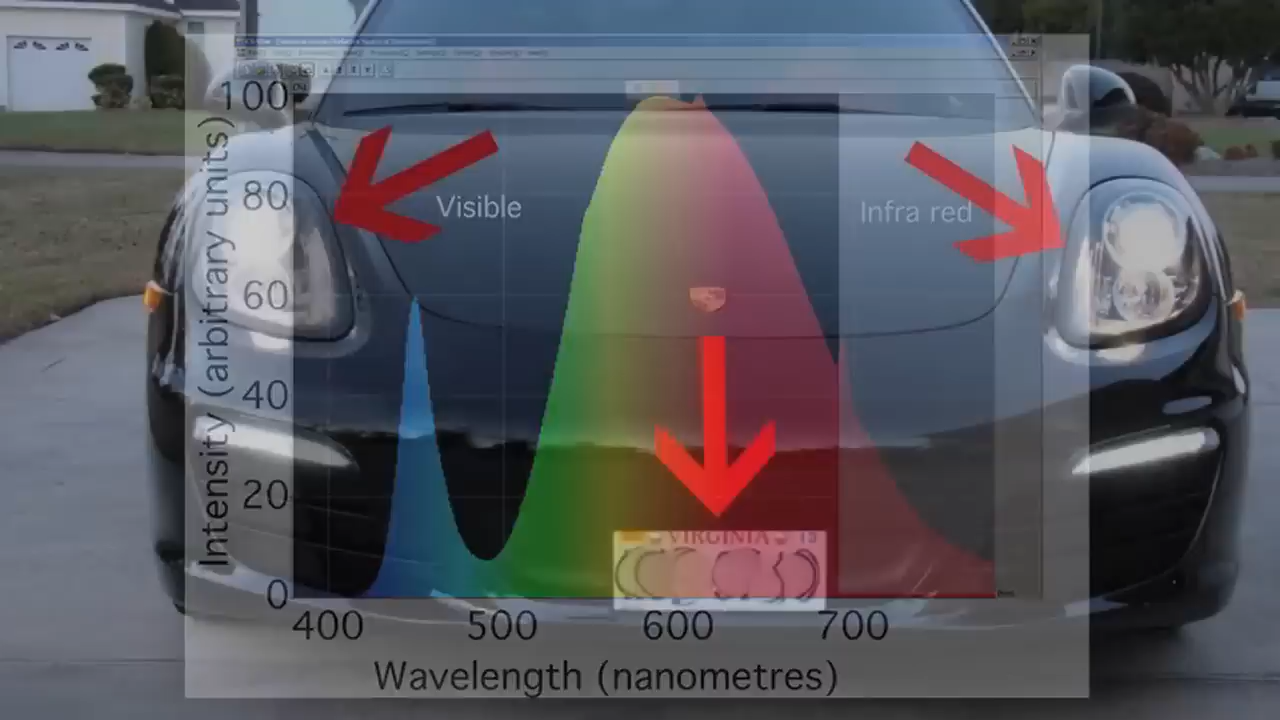 100
80
60
40
20
0
Intensity (arbitrary units)
Visible
Infra red
VIRGINIA
15
400 500 600 700
Wavelength (nanometres)